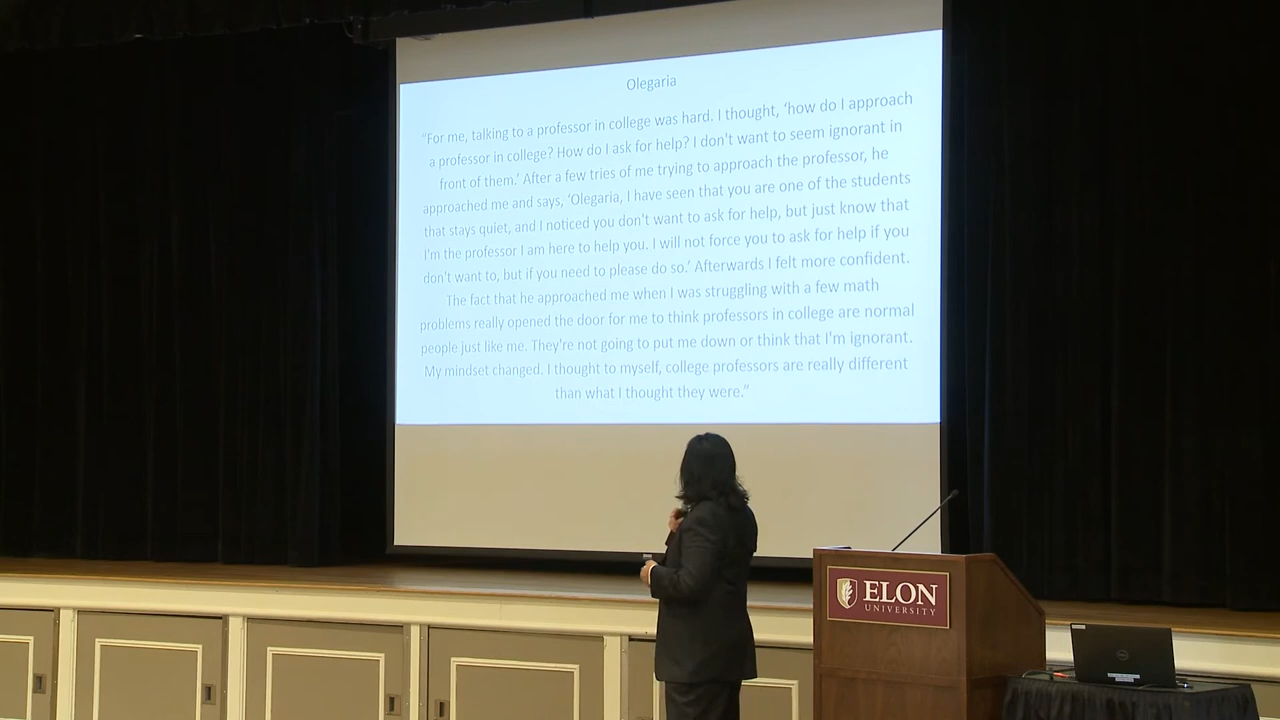 Olegaria
“For me, talking to a professor in college was hard. I thought, ‘how do I approach
a professor in college? How do I ask for help? I don't want to seem ignorant in
front of them.’ After a few tries of me trying to approach the professor, he
approached me and says, ‘Olegaria, I have seen that you are one of the students
that stays quiet, and I noticed you don't want to ask for help, but just know that
I'm the professor I am here to help you. I will not force you to ask for help if you
don't want to, but if you need to please do so.’ Afterwards I felt more confident.
The fact that he approached me when I was struggling with a few math
problems really opened the door for me to think professors in college are normal
people just like me. They're not going to put me down or think that I'm ignorant.
My mindset changed. I thought to myself, college professors are really different
than what I thought they were.”
ELON
UNIVERSITY
DELL